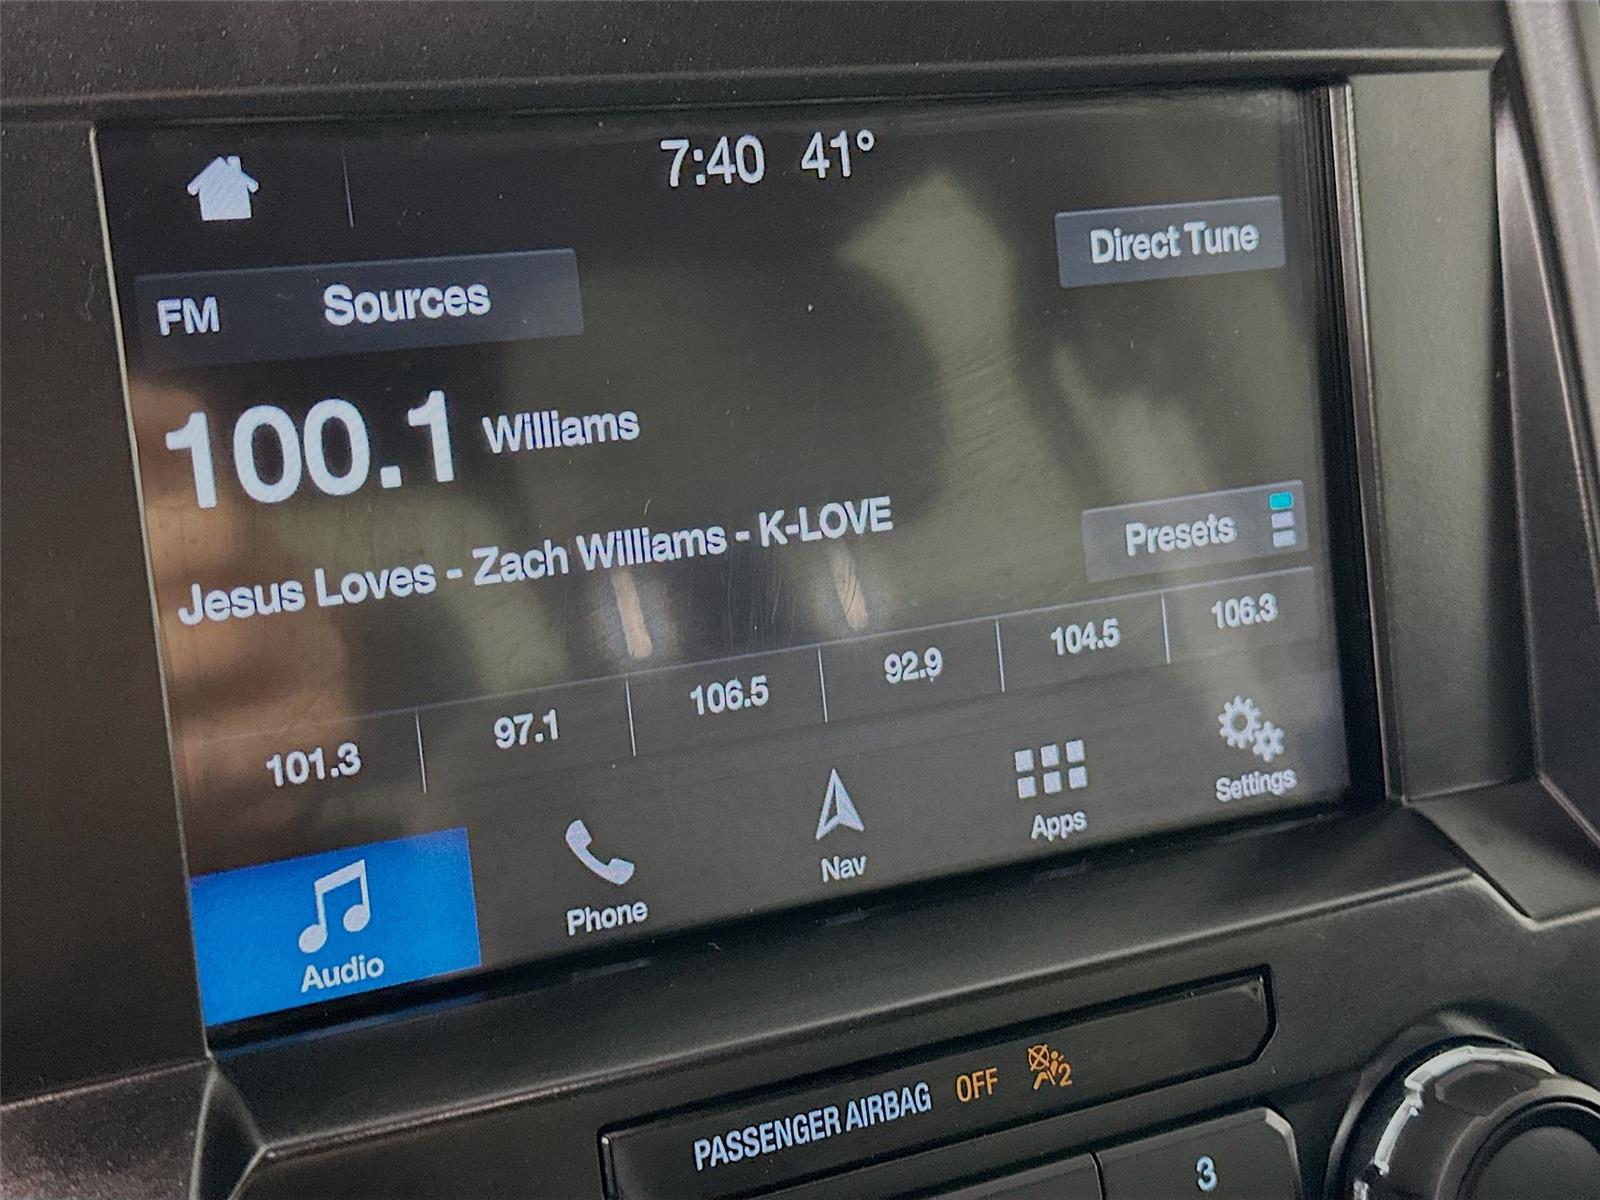 7:40 41°
Direct Tune
FM Sources
100.1 Williams
Jesus Loves - Zach Williams - K-LOVE
Presets
101.3 97.1 106.5 92.9 104.5 106.3
Audio Phone Nav Apps Settings
PASSENGER AIRBAG OFF 2
3